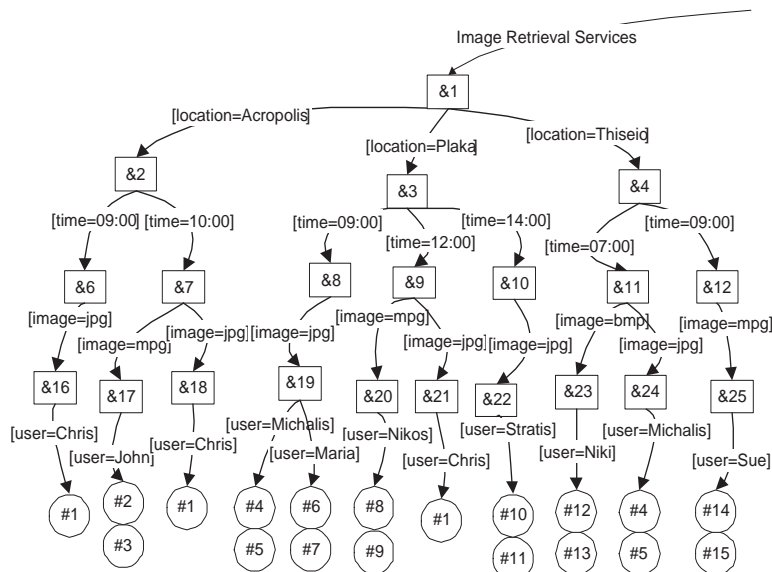 Image Retrieval Services
&1
[location=Acropolis]
[location=Plaka]
[location=Thiseio]
&2
&3
&4
[time=09:00]
[time=10:00]
[time=09:00]
[time=12:00]
[time=14:00]
[time=07:00]
[time=09:00]
&6
&7
&8
&9
&10
&11
&12
[image=jpg]
[image=mpg]
[image=jpg]
[image=jpg]
[image=mpg]
[image=jpg]
[image=jpg]
[image=bmp]
[image=jpg]
[image=mpg]
&16
&17
&18
&19
&20
&21
&22
&23
&24
&25
[user=Chris]
[user=John]
[user=Chris]
[user=Michalis]
[user=Maria]
[user=Nikos]
[user=Chris]
[user=Stratis]
[user=Niki]
[user=Michalis]
[user=Sue]
#1
#2
#3
#1
#4
#5
#6
#7
#8
#9
#1
#10
#11
#12
#13
#4
#5
#14
#15